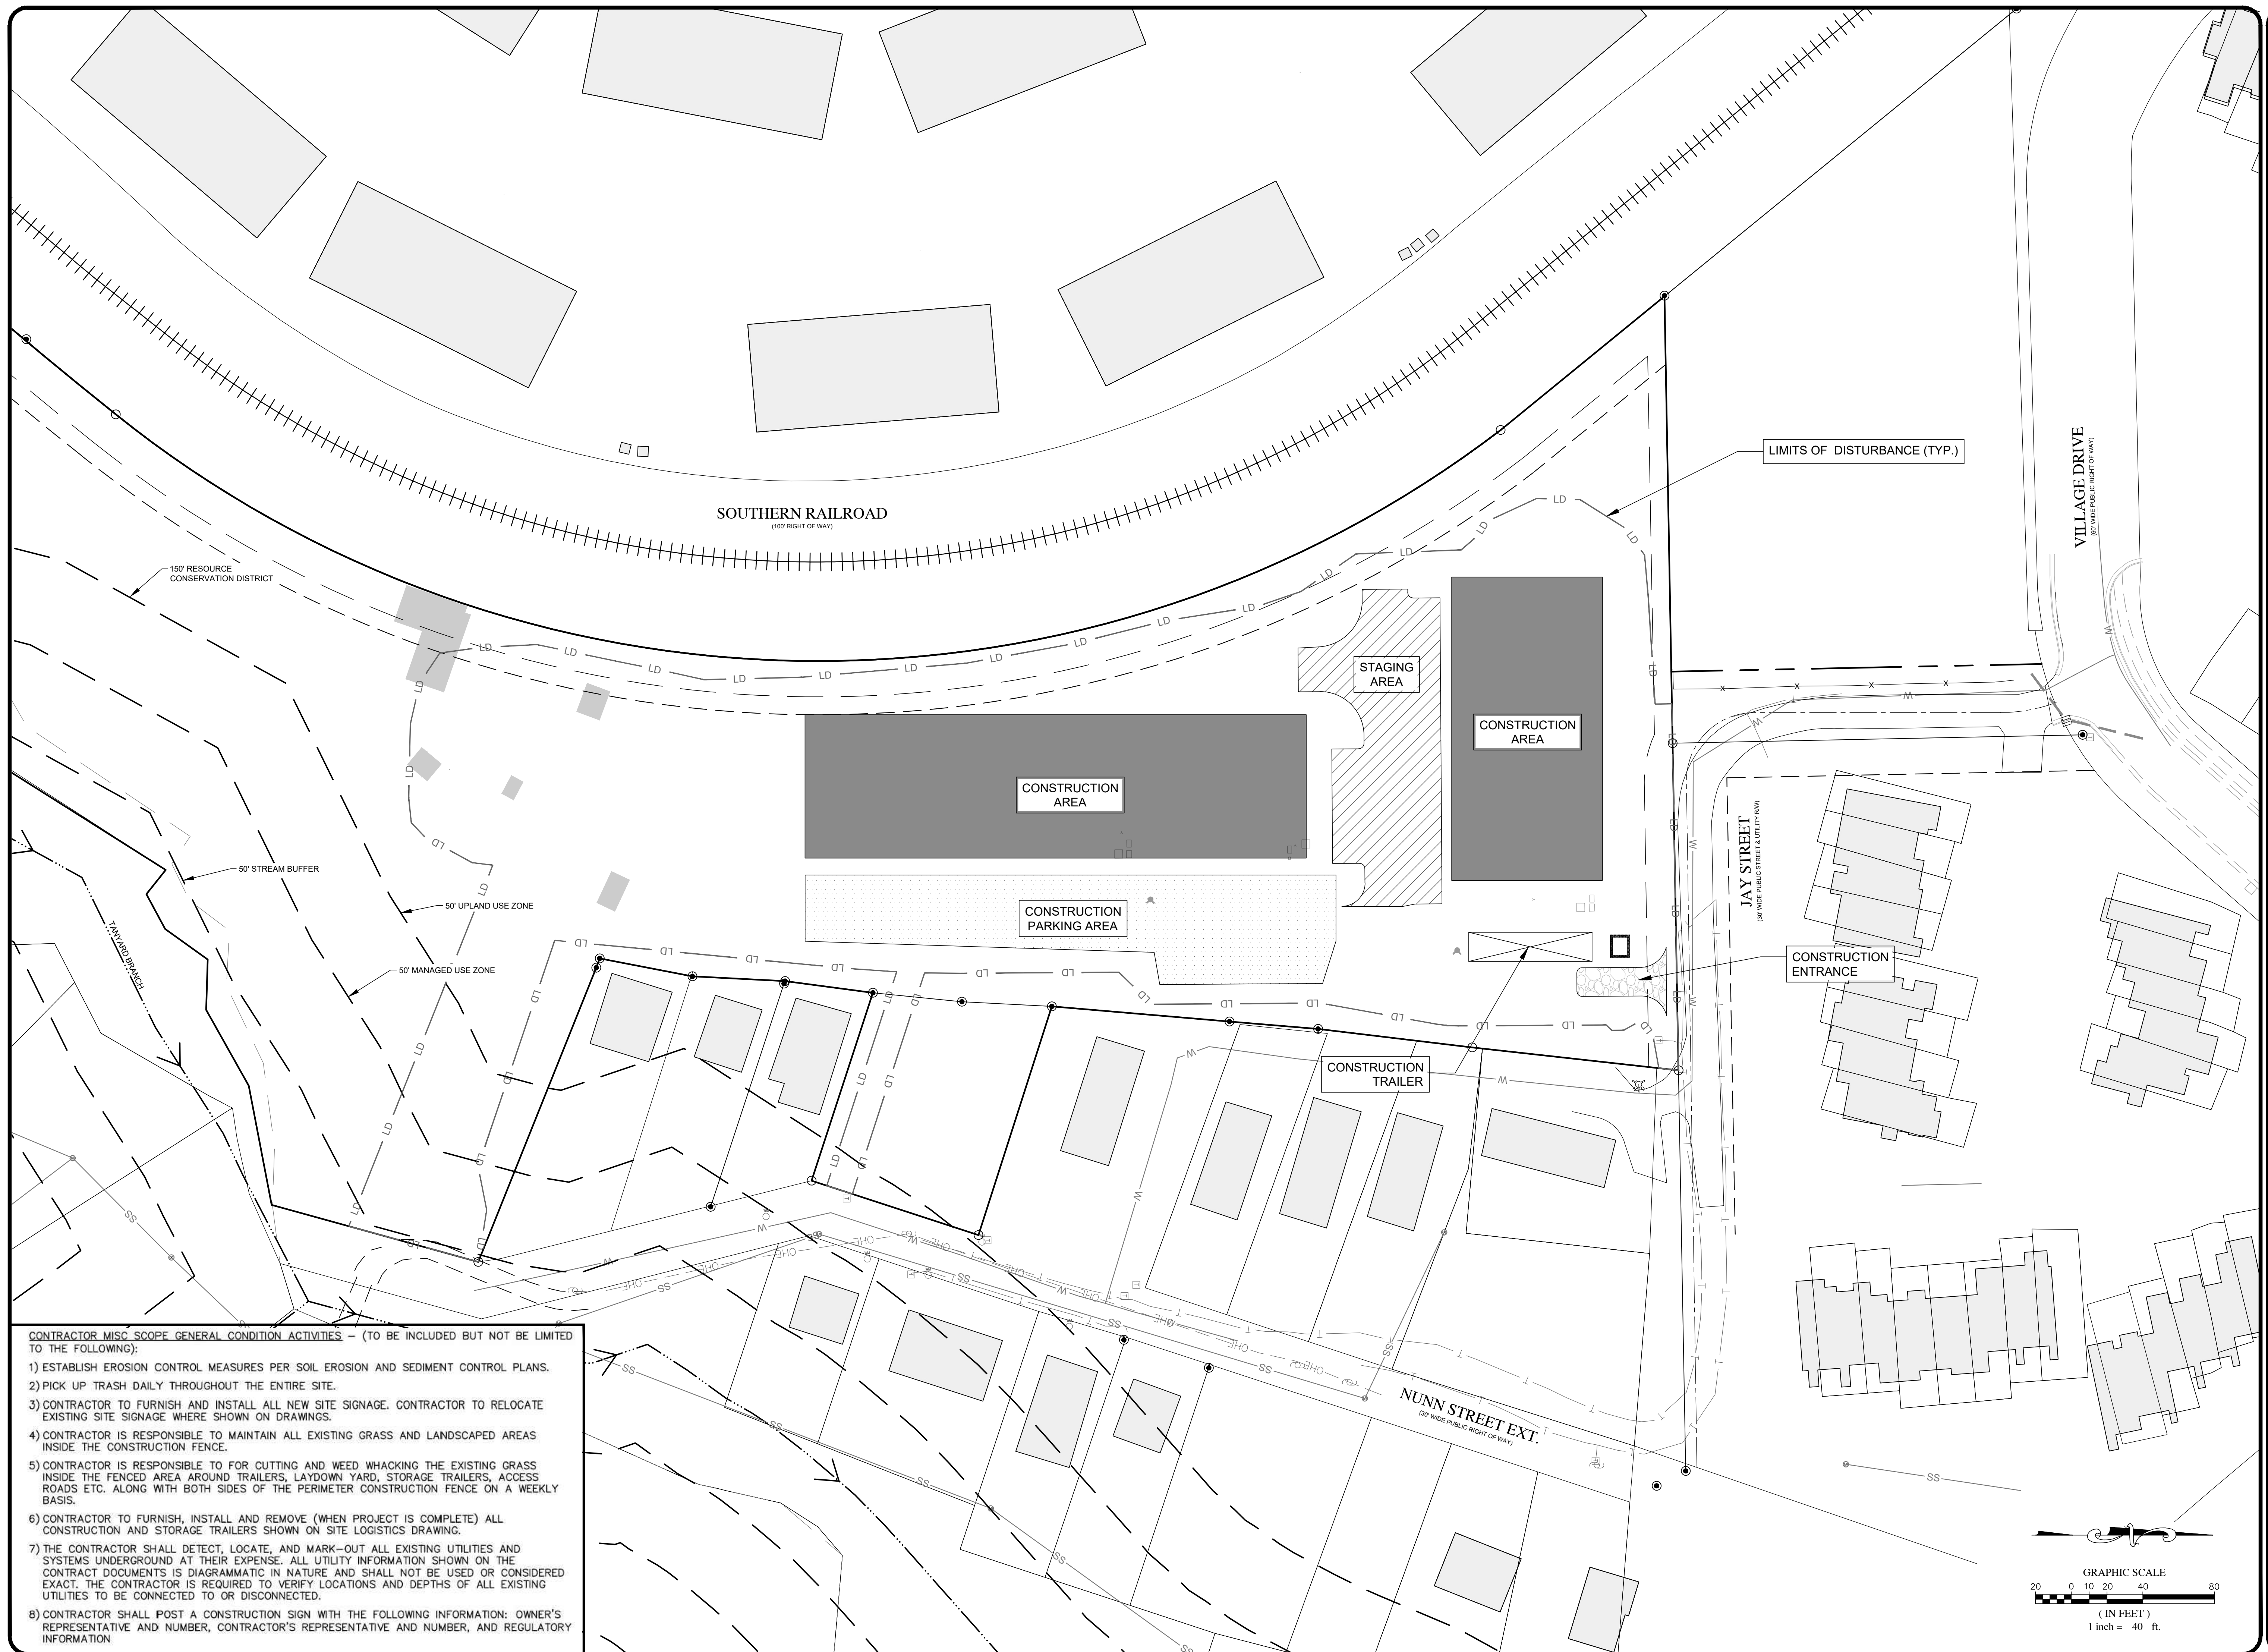 SOUTHERN RAILROAD
(100' RIGHT OF WAY)
LIMITS OF DISTURBANCE (TYP.)
VILLAGE DRIVE
(60' WIDE PUBLIC RIGHT OF WAY)
150' RESOURCE
CONSERVATION DISTRICT
STAGING
AREA
CONSTRUCTION
AREA
CONSTRUCTION
AREA
50' STREAM BUFFER
50' UPLAND USE ZONE
CONSTRUCTION
PARKING AREA
JAY STREET
(30' WIDE PUBLIC STREET & UTILITY R/W)
TANYARD BRANCH
50' MANAGED USE ZONE
CONSTRUCTION
ENTRANCE
CONSTRUCTION
TRAILER
NUNN STREET EXT.
(30' WIDE PUBLIC RIGHT OF WAY)
CONTRACTOR MISC SCOPE GENERAL CONDITION ACTIVITIES – (TO BE INCLUDED BUT NOT BE LIMITED
TO THE FOLLOWING):
1) ESTABLISH EROSION CONTROL MEASURES PER SOIL EROSION AND SEDIMENT CONTROL PLANS.
2) PICK UP TRASH DAILY THROUGHOUT THE ENTIRE SITE.
3) CONTRACTOR TO FURNISH AND INSTALL ALL NEW SITE SIGNAGE. CONTRACTOR TO RELOCATE
EXISTING SITE SIGNAGE WHERE SHOWN ON DRAWINGS.
4) CONTRACTOR IS RESPONSIBLE TO MAINTAIN ALL EXISTING GRASS AND LANDSCAPED AREAS
INSIDE THE CONSTRUCTION FENCE.
5) CONTRACTOR IS RESPONSIBLE TO FOR CUTTING AND WEED WHACKING THE EXISTING GRASS
INSIDE THE FENCED AREA AROUND TRAILERS, LAYDOWN YARD, STORAGE TRAILERS, ACCESS
ROADS ETC. ALONG WITH BOTH SIDES OF THE PERIMETER CONSTRUCTION FENCE ON A WEEKLY
BASIS.
6) CONTRACTOR TO FURNISH, INSTALL AND REMOVE (WHEN PROJECT IS COMPLETE) ALL
CONSTRUCTION AND STORAGE TRAILERS SHOWN ON SITE LOGISTICS DRAWING.
7) THE CONTRACTOR SHALL DETECT, LOCATE, AND MARK–OUT ALL EXISTING UTILITIES AND
SYSTEMS UNDERGROUND AT THEIR EXPENSE. ALL UTILITY INFORMATION SHOWN ON THE
CONTRACT DOCUMENTS IS DIAGRAMMATIC IN NATURE AND SHALL NOT BE USED OR CONSIDERED
EXACT. THE CONTRACTOR IS REQUIRED TO VERIFY LOCATIONS AND DEPTHS OF ALL EXISTING
UTILITIES TO BE CONNECTED TO OR DISCONNECTED.
8) CONTRACTOR SHALL POST A CONSTRUCTION SIGN WITH THE FOLLOWING INFORMATION: OWNER'S
REPRESENTATIVE AND NUMBER, CONTRACTOR'S REPRESENTATIVE AND NUMBER, AND REGULATORY
INFORMATION
GRAPHIC SCALE
20 0 10 20 40 80
( IN FEET )
1 inch = 40 ft.